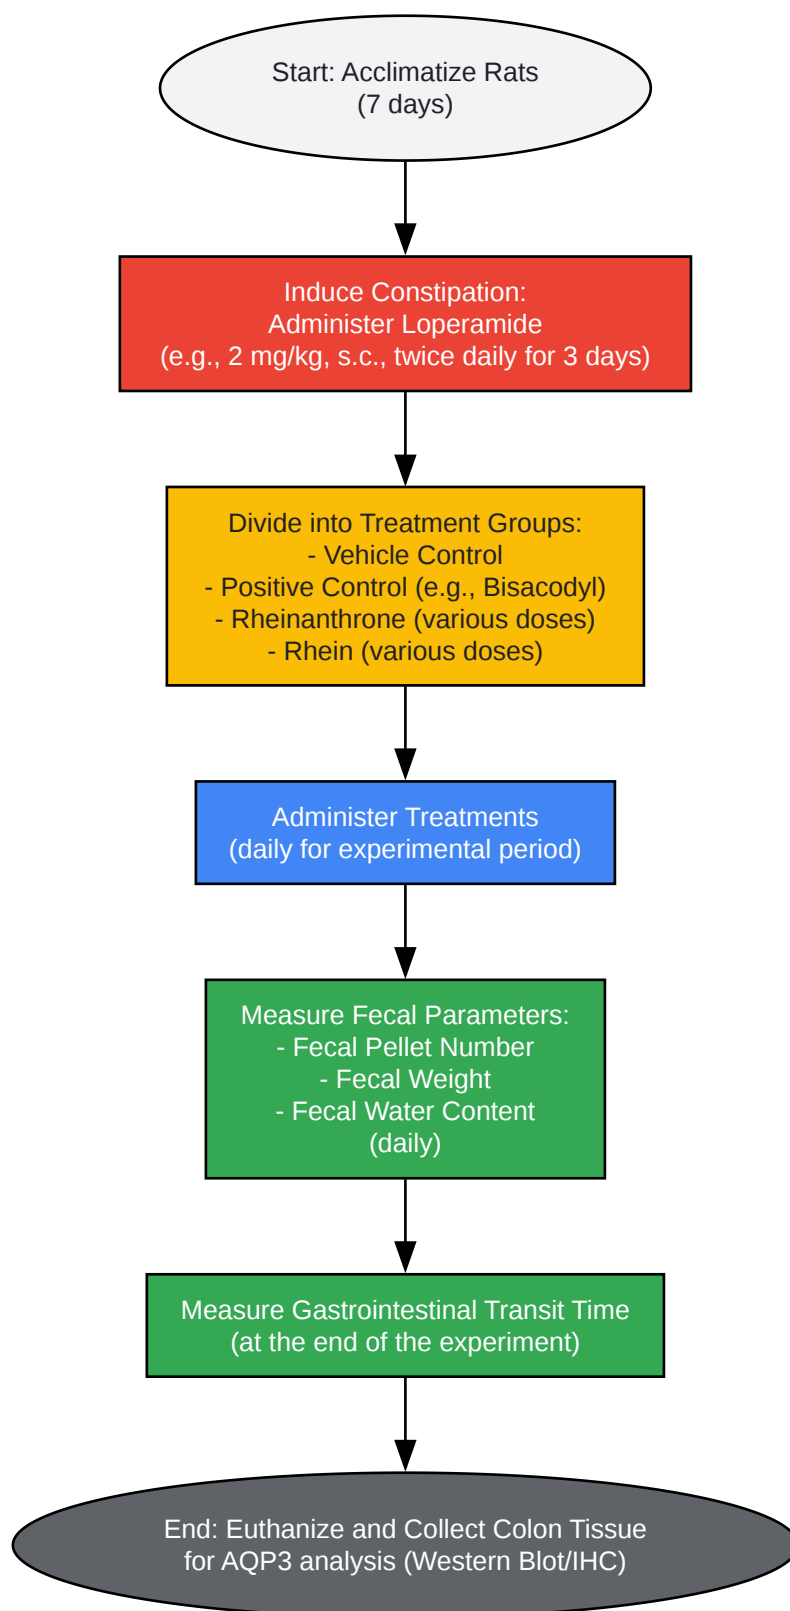 Start: Acclimatize Rats
(7 days)
Induce Constipation:
Administer Loperamide
(e.g., 2 mg/kg, s.c., twice daily for 3 days)
Divide into Treatment Groups:
- Vehicle Control
- Positive Control (e.g., Bisacodyl)
- Rheinanthrone (various doses)
- Rhein (various doses)
Administer Treatments
(daily for experimental period)
Measure Fecal Parameters:
- Fecal Pellet Number
- Fecal Weight
- Fecal Water Content
(daily)
Measure Gastrointestinal Transit Time
(at the end of the experiment)
End: Euthanize and Collect Colon Tissue
for AQP3 analysis (Western Blot/IHC)